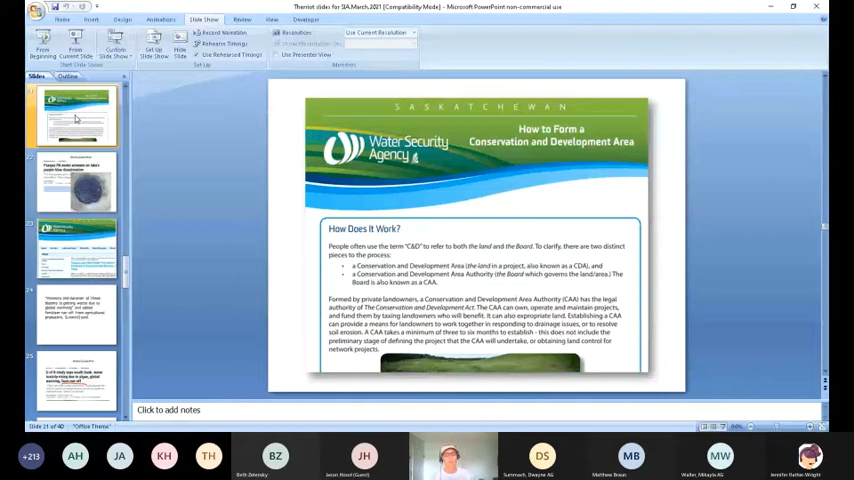 Therriot slides for SIA.March.2021 [Compatibility Mode] - Microsoft PowerPoint non-commercial use
Home Insert Design Animations Slide Show Review View Developer
From Beginning
From Current Slide
Custom Slide Show
Set Up Slide Show
Hide Slide
Record Narration
Rehearse Timings
Use Rehearsed Timings
Resolution: Use Current Resolution
Use Presenter View
Start Slide Show Set Up Monitors
Slides Outline
22
23
24
25
SASKATCHEWAN
How to Form a
Conservation and Development Area
Water Security
Agency
How Does It Work?
People often use the term "C&D" to refer to both the land and the Board. To clarify, there are two distinct
pieces to the process:
• a Conservation and Development Area (the land in a project, also known as a CDA), and
• a Conservation and Development Area Authority (the Board which governs the land/area.) The
Board is also known as a CAA.
Formed by private landowners, a Conservation and Development Area Authority (CAA) has the legal
authority of The Conservation and Development Act. The CAA can own, operate and maintain projects,
and fund them by taxing landowners who will benefit. It can also expropriate land. Establishing a CAA
can provide a means for landowners to work together in responding to drainage issues, or to resolve
soil erosion. A CAA takes a minimum of three to six months to establish - this does not include the
preliminary stage of defining the project that the CAA will undertake, or obtaining land control for
network projects.
Click to add notes
Slide 21 of 40 "Office Theme"
+213 AH JA KH TH BZ JH DS MB MW
Beth Zelensky
Jason Hood (Guest)
Summach, Dwayne AG
Matthew Braun
Waller, Mikayla AG
Jennifer Rathie-Wright